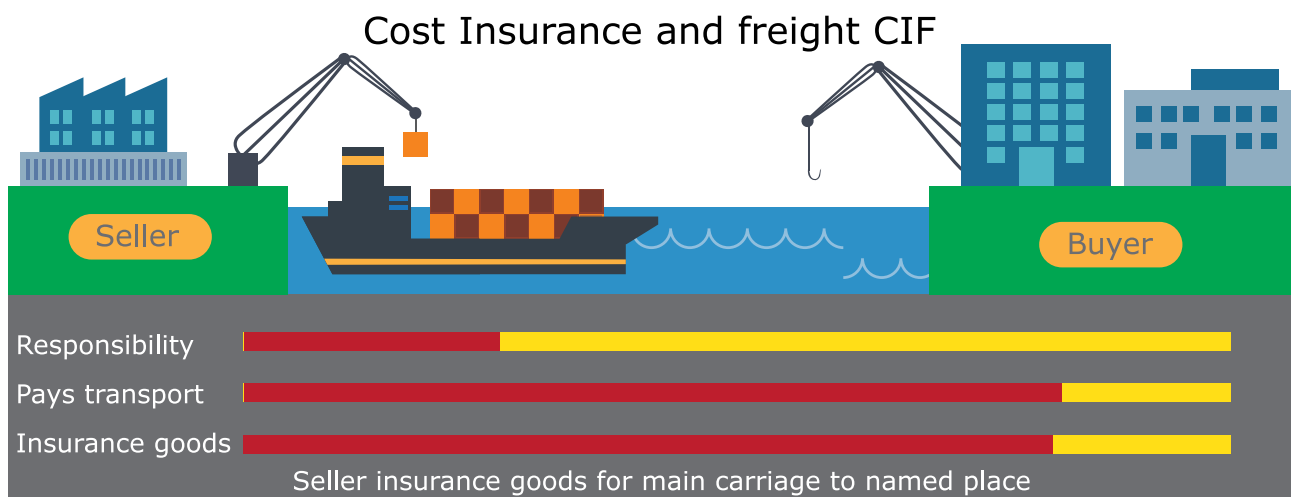 Cost Insurance and freight CIF
Seller
Buyer
Responsibility
Pays transport
Insurance goods
Seller insurance goods for main carriage to named place